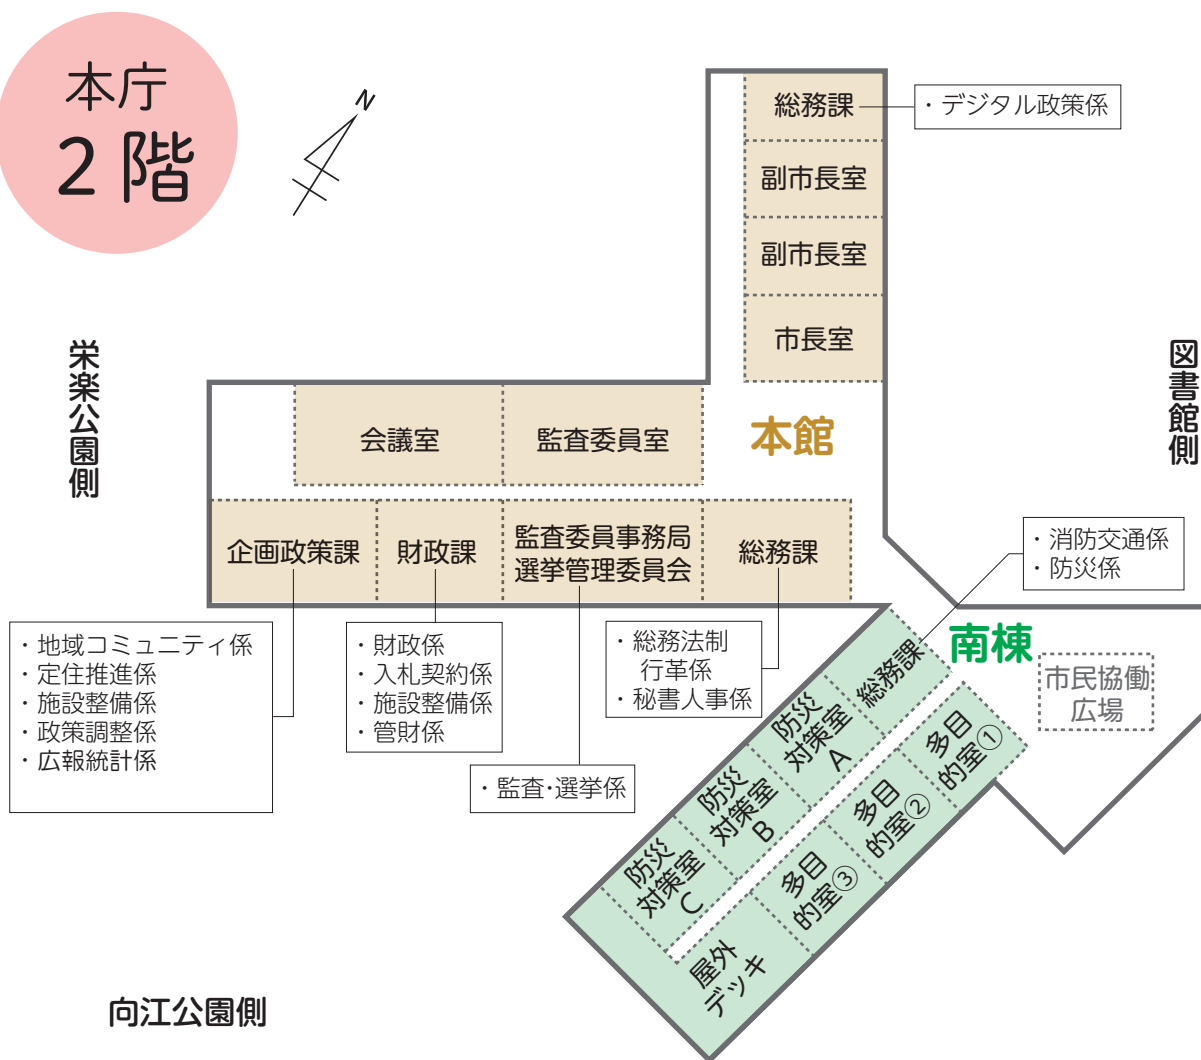 本庁
2階
N
総務課
・デジタル政策係
副市長室
副市長室
市長室
栄楽公園側
図書館側
会議室
監査委員室
本館
企画政策課
財政課
監査委員事務局
選挙管理委員会
総務課
・消防交通係
・防災係
・地域コミュニティ係
・定住推進係
・施設整備係
・政策調整係
・広報統計係
・財政係
・入札契約係
・施設整備係
・管財係
・監査・選挙係
・総務法制
行革係
・秘書人事係
南棟
市民協働
広場
総務課
防災
対策室
A
防災
対策室
B
防災
対策室
C
多目
的室①
多目
的室②
多目
的室③
屋外
デッキ
向江公園側